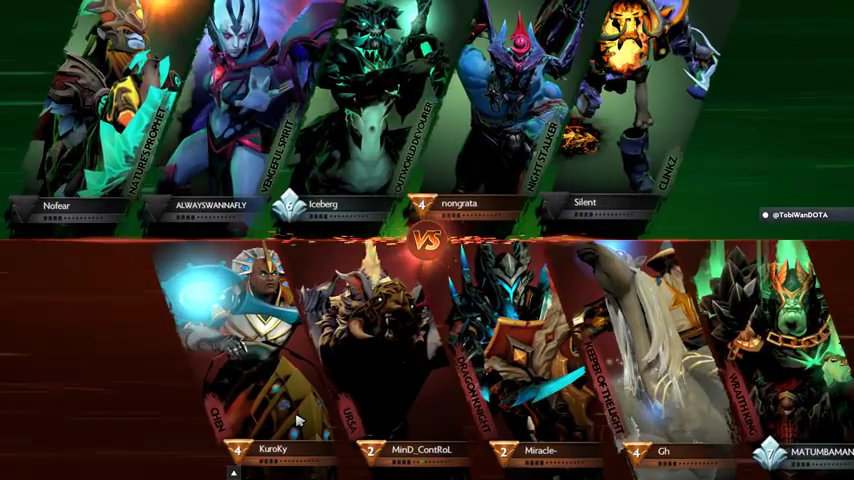 NATURE'S PROPHET
VENGEFUL SPIRIT
OUTWORLD DEVOURER
NIGHT STALKER
CLINKZ
Nofear
ALWAYSWANNAFLY
6
Iceberg
4
nongrata
Silent
@TobiWanDOTA
VS
CHEN
URSA
DRAGON KNIGHT
KEEPER OF THE LIGHT
WRAITH KING
4
KuroKy
2
MinD_ContRoL
2
Miracle-
4
Gh
7
MATUMBAMAN